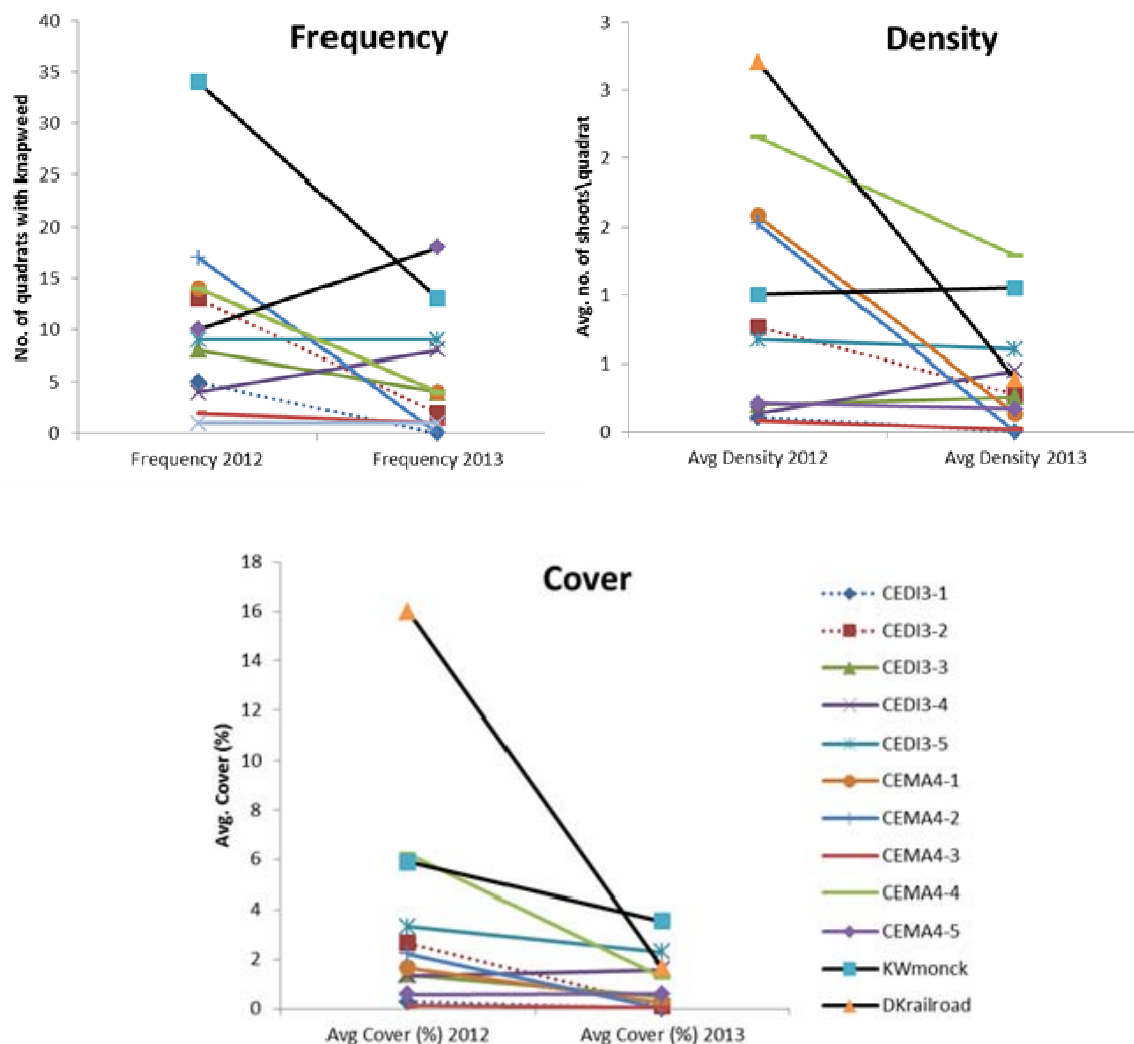 Frequency
No. of quadrats with knapweed
40
35
30
25
20
15
10
5
0
Frequency 2012
Frequency 2013
Density
Avg. no. of shoots\quadrat
3
3
2
2
1
1
0
Avg Density 2012
Avg Density 2013
Cover
Avg. Cover (%)
18
16
14
12
10
8
6
4
2
0
Avg Cover (%) 2012
Avg Cover (%) 2013
CEDI3-1
CEDI3-2
CEDI3-3
CEDI3-4
CEDI3-5
CEMA4-1
CEMA4-2
CEMA4-3
CEMA4-4
CEMA4-5
KWmonck
DKrailroad